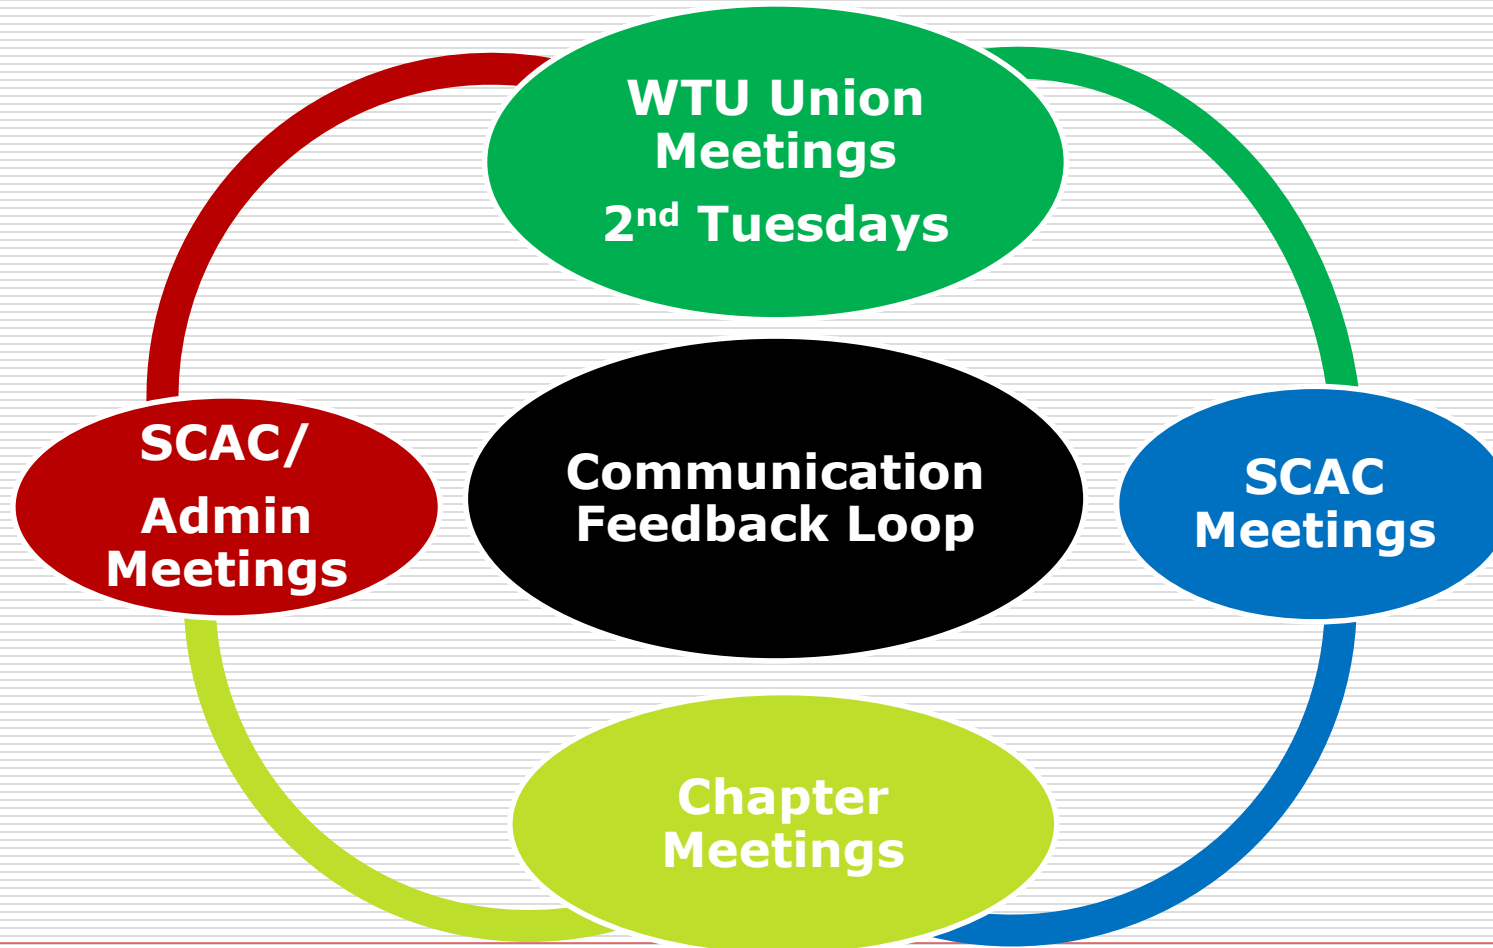 WTU Union
Meetings
2nd Tuesdays
SCAC/
Admin
Meetings
Communication
Feedback Loop
SCAC
Meetings
Chapter
Meetings